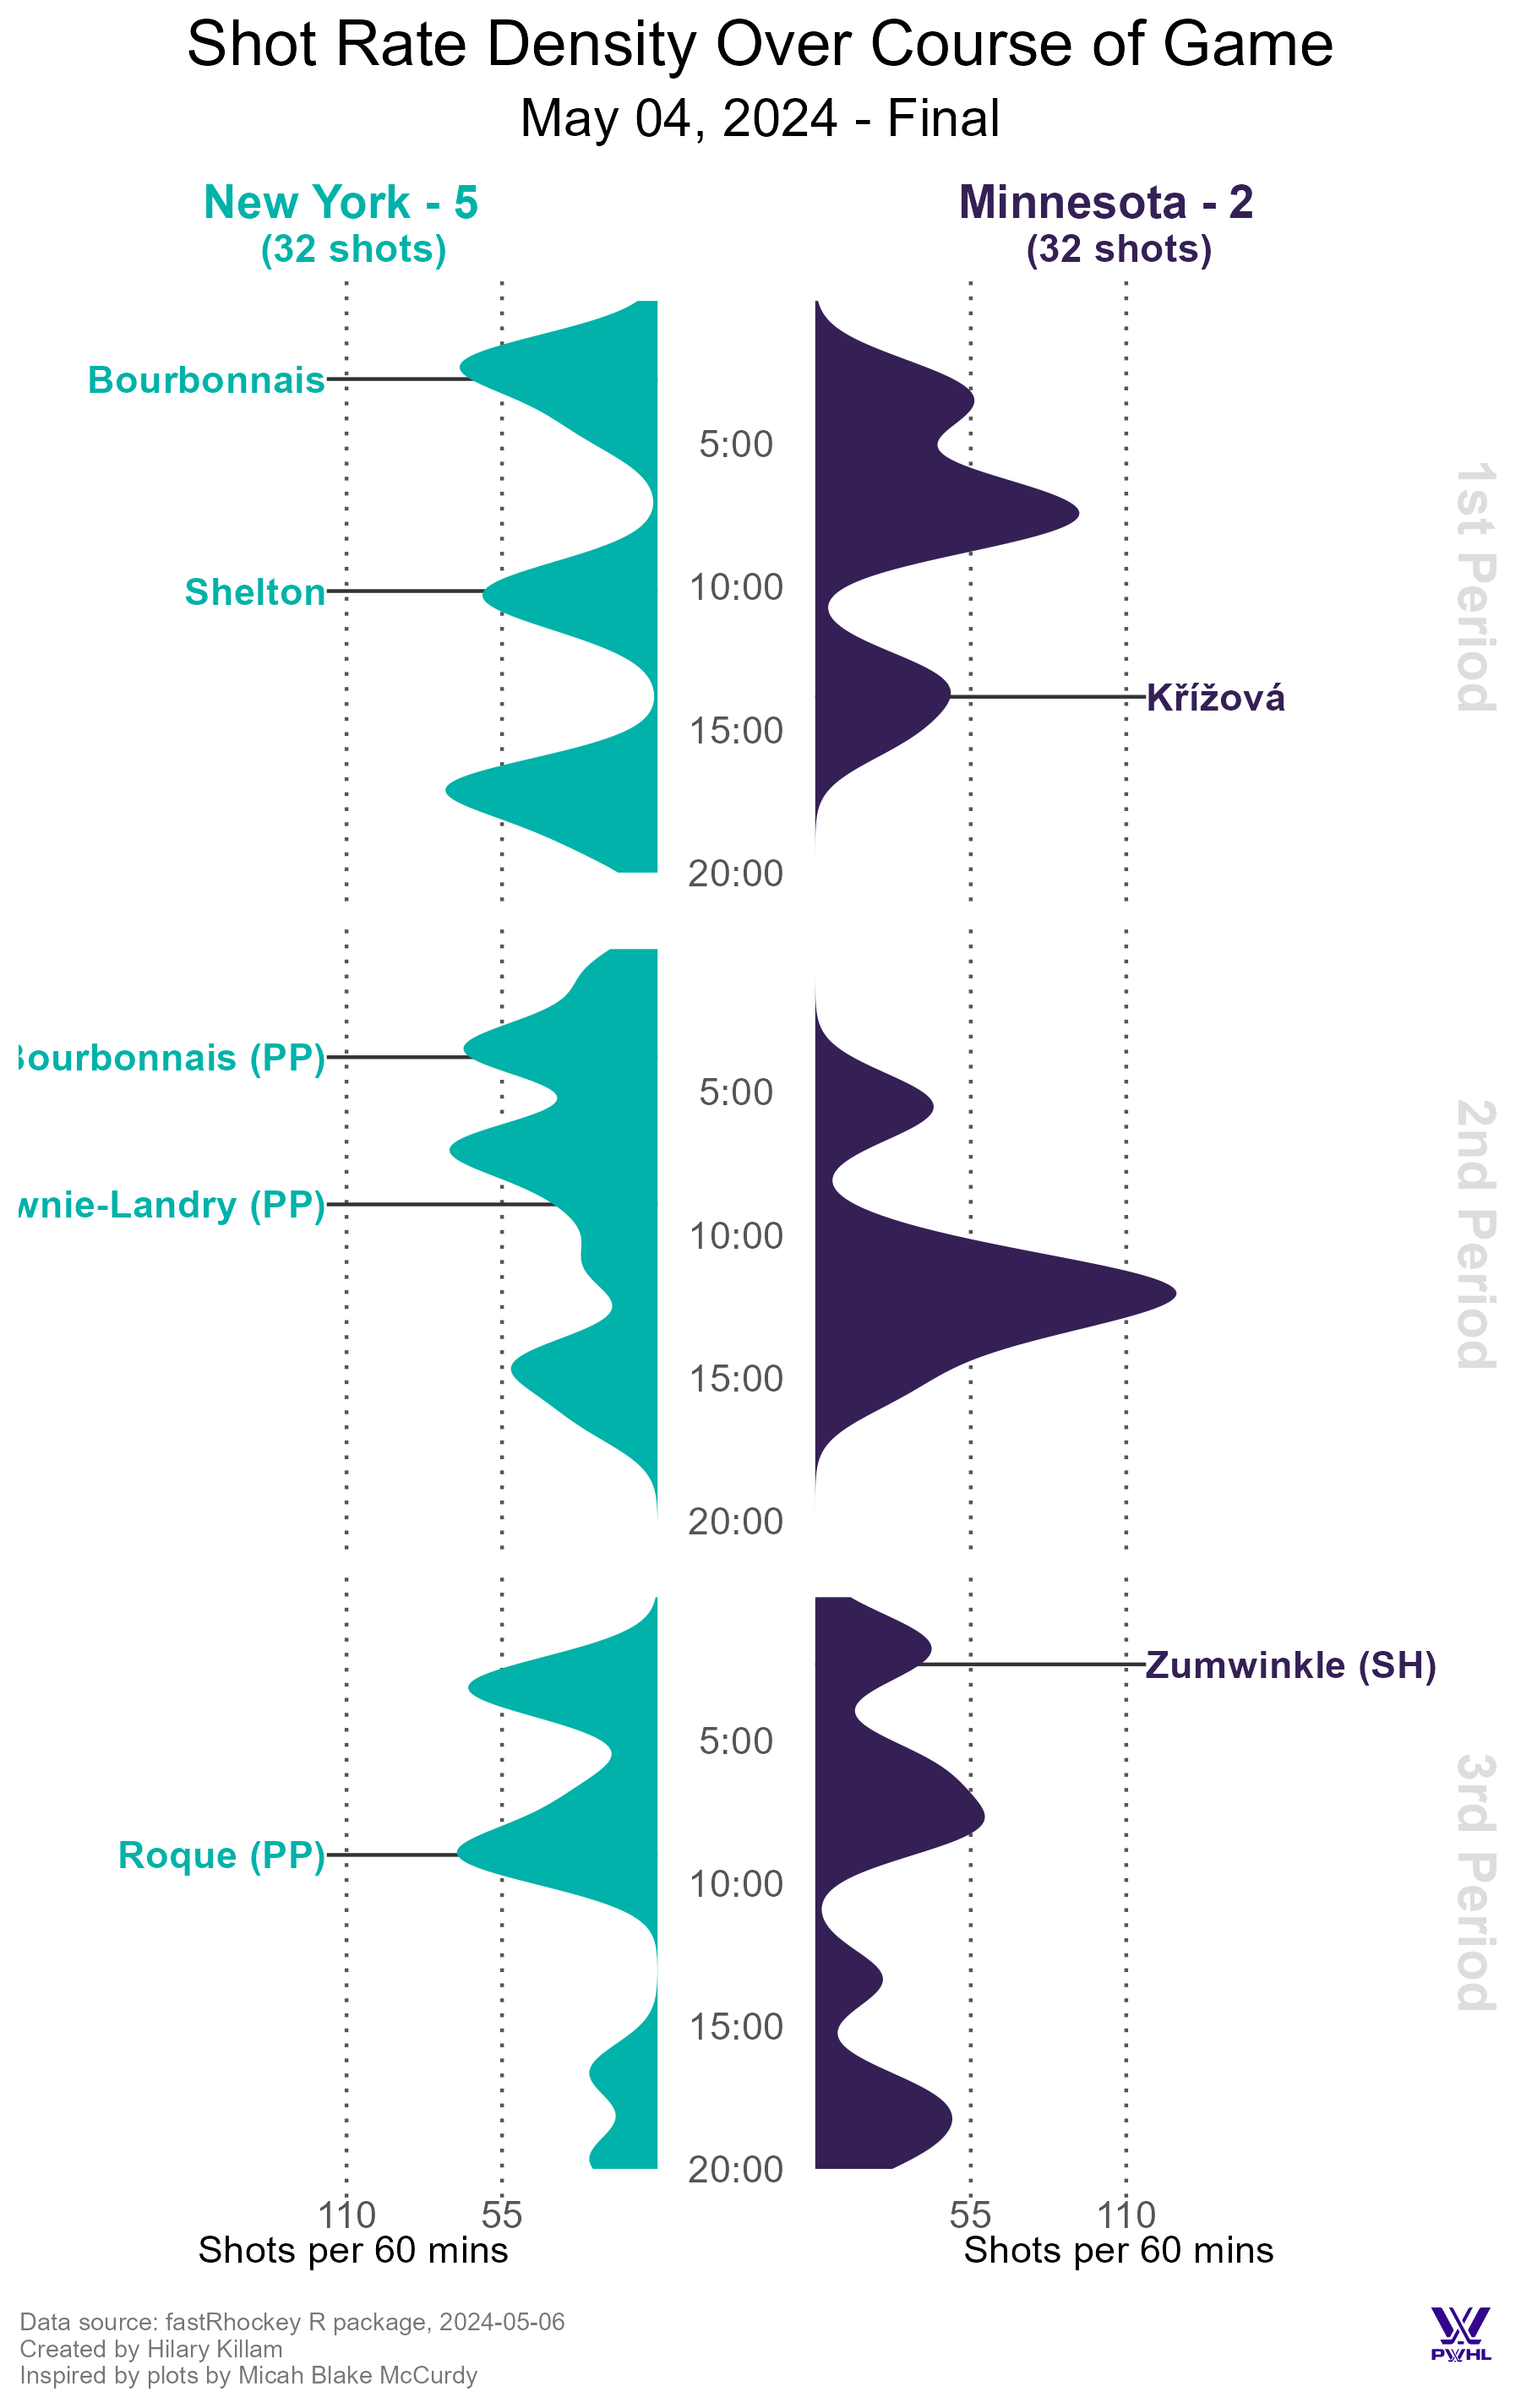 Shot Rate Density Over Course of Game
May 04, 2024 - Final
New York - 5
(32 shots)
Minnesota - 2
(32 shots)
Bourbonnais
5:00
Shelton
10:00
Křížová
15:00
20:00
1st Period
ourbonnais (PP)
5:00
wnie-Landry (PP)
10:00
15:00
20:00
2nd Period
Zumwinkle (SH)
5:00
Roque (PP)
10:00
15:00
20:00
3rd Period
110 55
55 110
Shots per 60 mins
Shots per 60 mins
Data source: fastRhockey R package, 2024-05-06
Created by Hilary Killam
Inspired by plots by Micah Blake McCurdy
PWHL